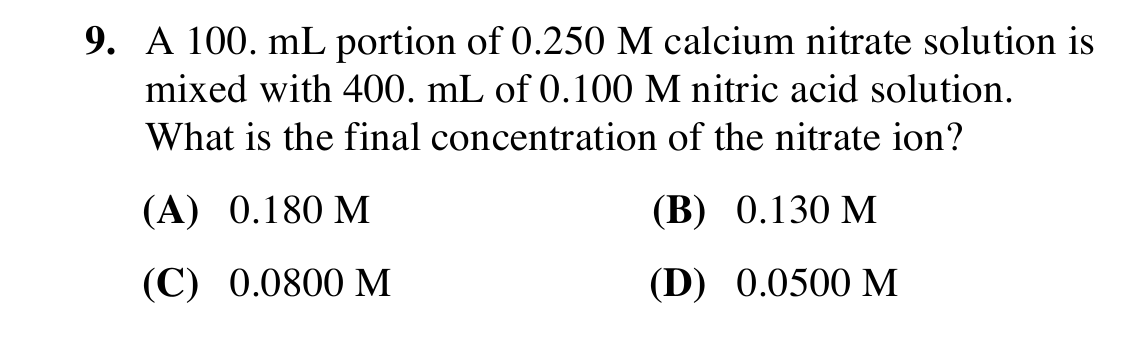 9. A 100. mL portion of 0.250 M calcium nitrate solution is
mixed with 400. mL of 0.100 M nitric acid solution.
What is the final concentration of the nitrate ion?
(A) 0.180 M (B) 0.130 M
(C) 0.0800 M (D) 0.0500 M